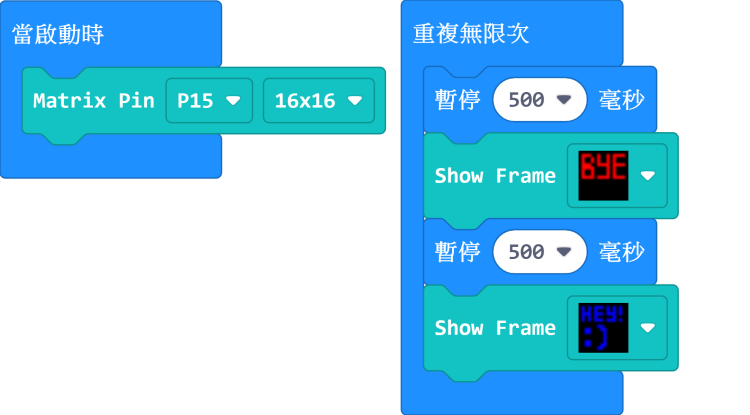 當啟動時
Matrix Pin P15 16x16
重複無限次
暫停 500 毫秒
Show Frame BYE
暫停 500 毫秒
Show Frame HEY! :)